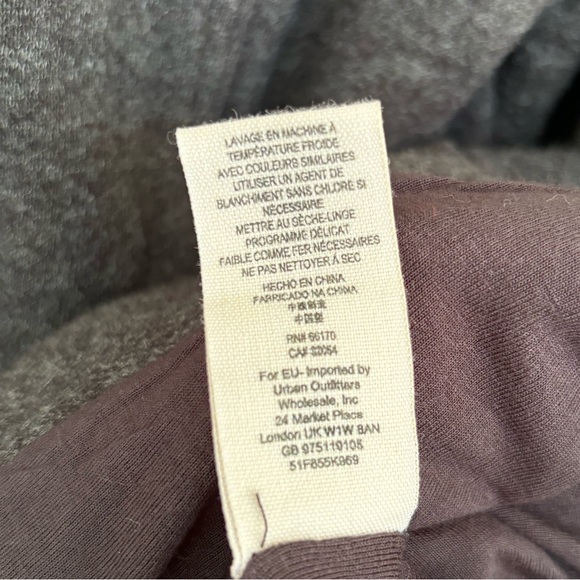 LAVAGE EN MACHINE À
TEMPÉRATURE FROIDE
AVEC COULEURS SIMILAIRES
UTILISER UN AGENT DE
BLANCHIMENT SANS CHLORE SI
NÉCESSAIRE
METTRE AU SÈCHE-LINGE
PROGRAMME DÉLICAT
FAIBLE COMME FER NÉCESSAIRES
NE PAS NETTOYER À SEC
HECHO EN CHINA
FABRICADO NA CHINA
中国製
RN# 66170
CA# 32054
For EU- Imported by
Urban Outfitters
Wholesale, Inc
24 Market Place
London UK W1W 8AN
GB 975110108
51F855K969